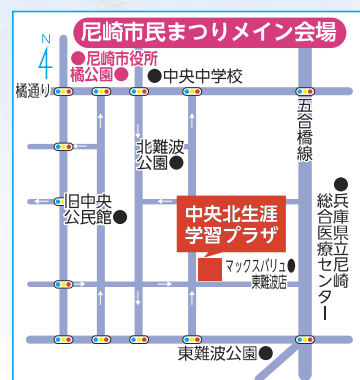 尼崎市民まつりメイン会場
N
●尼崎市役所
橘公園●
●中央中学校
橘通り
五合橋線
北難波
公園●
旧中央
公民館●
中央北生涯
学習プラザ
●兵庫県立尼崎
総合医療センター
マックスバリュ●
東難波店
東難波公園●